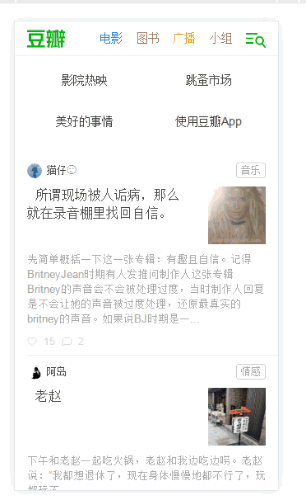 豆瓣 电影 图书 广播 小组
影院热映 跳蚤市场
美好的事情 使用豆瓣App
猫仔 音乐
所谓现场被人诟病，那么
就在录音棚里找回自信。
先简单概括一下这一张专辑：有趣且自信。记得
BritneyJean时期有人发推问制作人这张专辑
Britney的声音会不会被处理过度，当时制作人回复
是不会让她的声音被过度处理，还原最真实的
britney的声音。如果说BJ时期是一...
15 2
阿岛 情感
老赵
下午和老赵一起吃火锅，老赵和我边吃边唠。老赵
说：“我都想退休了，现在身体慢慢地都不行了，玩